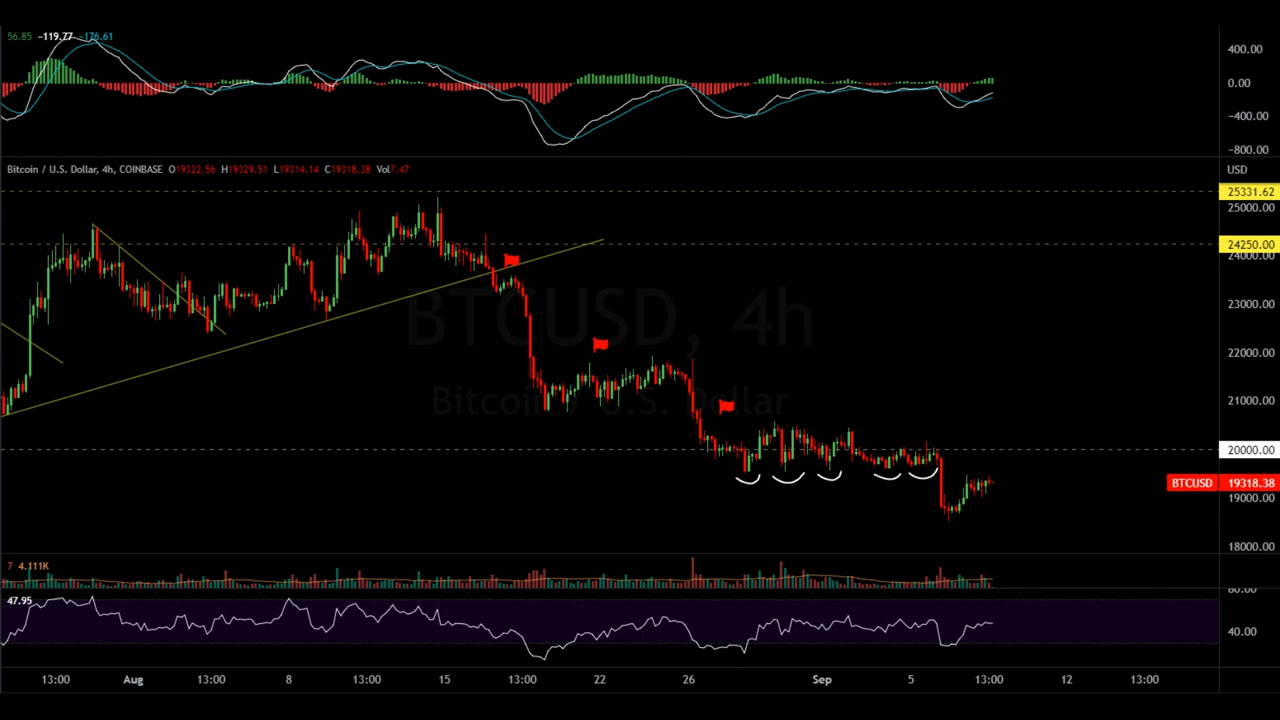 56.85 −119.77 −176.61
400.00
0.00
−400.00
−800.00
Bitcoin / U.S. Dollar, 4h, COINBASE O19322.56 H19329.51 L19314.14 C19318.38 Vol7.47
USD
25331.62
25000.00
24250.00
24000.00
23000.00
BTCUSD, 4h
22000.00
Bitcoin / U.S. Dollar
21000.00
20000.00
BTCUSD 19318.38
19000.00
18000.00
7 4.111K
80.00
47.95
40.00
13:00 Aug 13:00 8 13:00 15 13:00 22 26 Sep 5 13:00 12 13:00